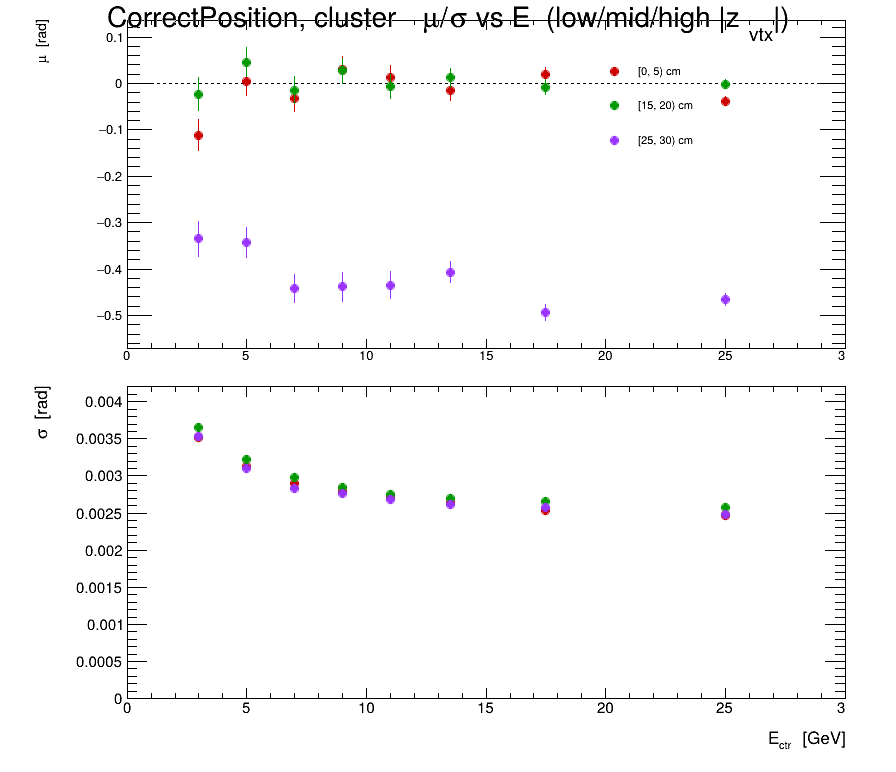 CorrectPosition, cluster μ/σ vs E (low/mid/high |z vtx|)
μ [rad]
0.1
0
−0.1
−0.2
−0.3
−0.4
−0.5
[0, 5) cm
[15, 20) cm
[25, 30) cm
0 5 10 15 20 25 3
σ [rad]
0.004
0.0035
0.003
0.0025
0.002
0.0015
0.001
0.0005
0
0 5 10 15 20 25 3
E ctr [GeV]